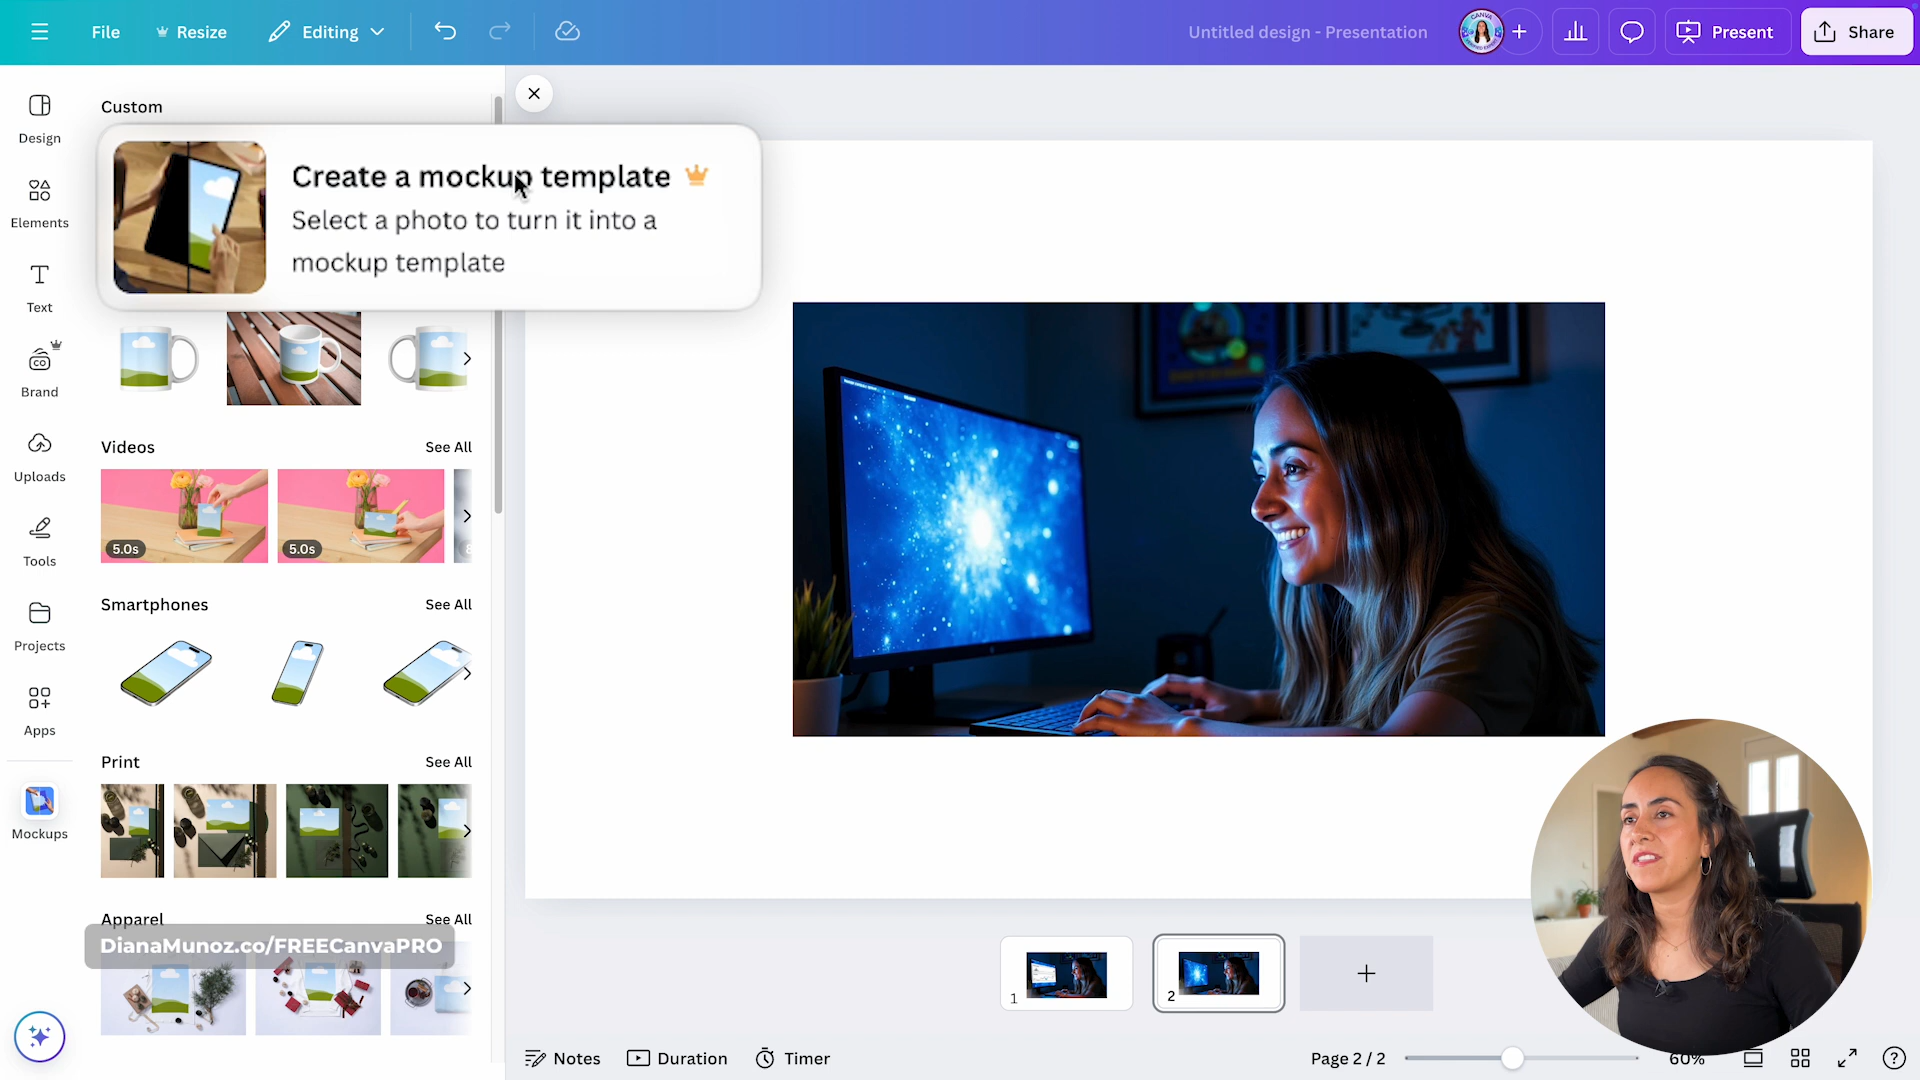 File
Resize
Editing
Untitled design - Presentation
CANVA
Present
Share
Design
Elements
Text
Brand
Uploads
Tools
Projects
Apps
Mockups
Custom
Create a mockup template
Select a photo to turn it into a
mockup template
Videos
See All
5.0s
5.0s
8
Smartphones
See All
Print
See All
Apparel
See All
DianaMunoz.co/FREECanvaPRO
CO
1
2
Notes
Duration
Timer
Page 2 / 2
60%